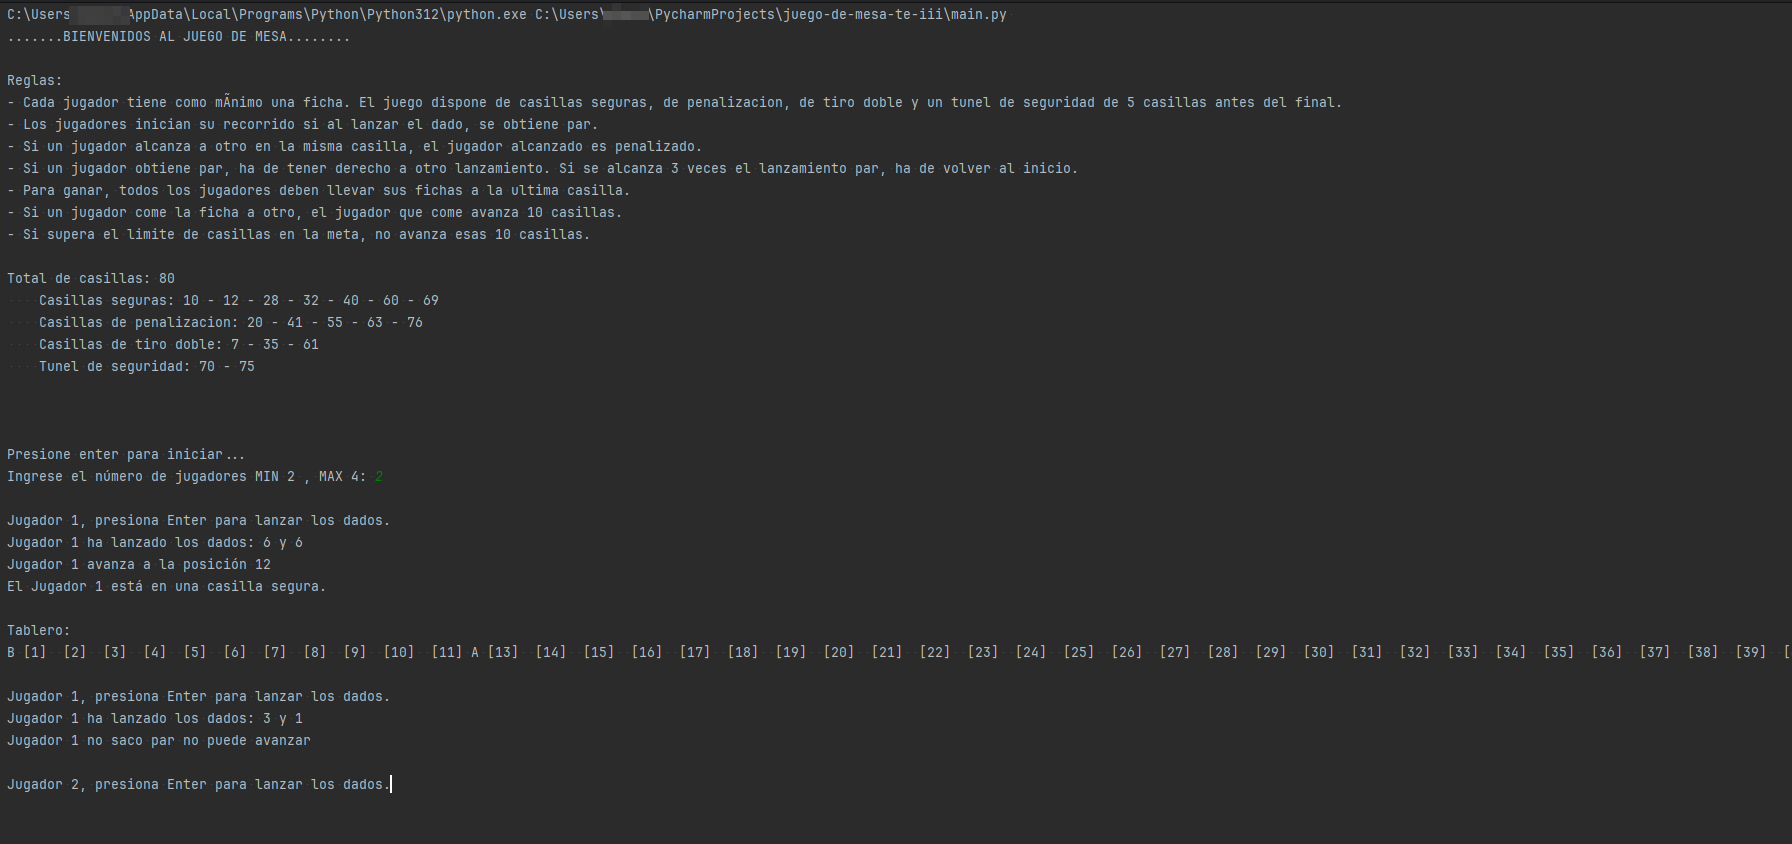 C:\Users AppData\Local\Programs\Python\Python312\python.exe C:\Users\ \PycharmProjects\juego-de-mesa-te-iii\main.py
.......BIENVENIDOS AL JUEGO DE MESA........
Reglas:
- Cada jugador tiene como mÃnimo una ficha. El juego dispone de casillas seguras, de penalizacion, de tiro doble y un tunel de seguridad de 5 casillas antes del final.
- Los jugadores inician su recorrido si al lanzar el dado, se obtiene par.
- Si un jugador alcanza a otro en la misma casilla, el jugador alcanzado es penalizado.
- Si un jugador obtiene par, ha de tener derecho a otro lanzamiento. Si se alcanza 3 veces el lanzamiento par, ha de volver al inicio.
- Para ganar, todos los jugadores deben llevar sus fichas a la ultima casilla.
- Si un jugador come la ficha a otro, el jugador que come avanza 10 casillas.
- Si supera el limite de casillas en la meta, no avanza esas 10 casillas.
Total de casillas: 80
Casillas seguras: 10 - 12 - 28 - 32 - 40 - 60 - 69
Casillas de penalizacion: 20 - 41 - 55 - 63 - 76
Casillas de tiro doble: 7 - 35 - 61
Tunel de seguridad: 70 - 75
Presione enter para iniciar...
Ingrese el número de jugadores MIN 2 , MAX 4: 2
Jugador 1, presiona Enter para lanzar los dados.
Jugador 1 ha lanzado los dados: 6 y 6
Jugador 1 avanza a la posición 12
El Jugador 1 está en una casilla segura.
Tablero:
B [1] [2] [3] [4] [5] [6] [7] [8] [9] [10] [11] A [13] [14] [15] [16] [17] [18] [19] [20] [21] [22] [23] [24] [25] [26] [27] [28] [29] [30] [31] [32] [33] [34] [35] [36] [37] [38] [39] [
Jugador 1, presiona Enter para lanzar los dados.
Jugador 1 ha lanzado los dados: 3 y 1
Jugador 1 no saco par no puede avanzar
Jugador 2, presiona Enter para lanzar los dados.